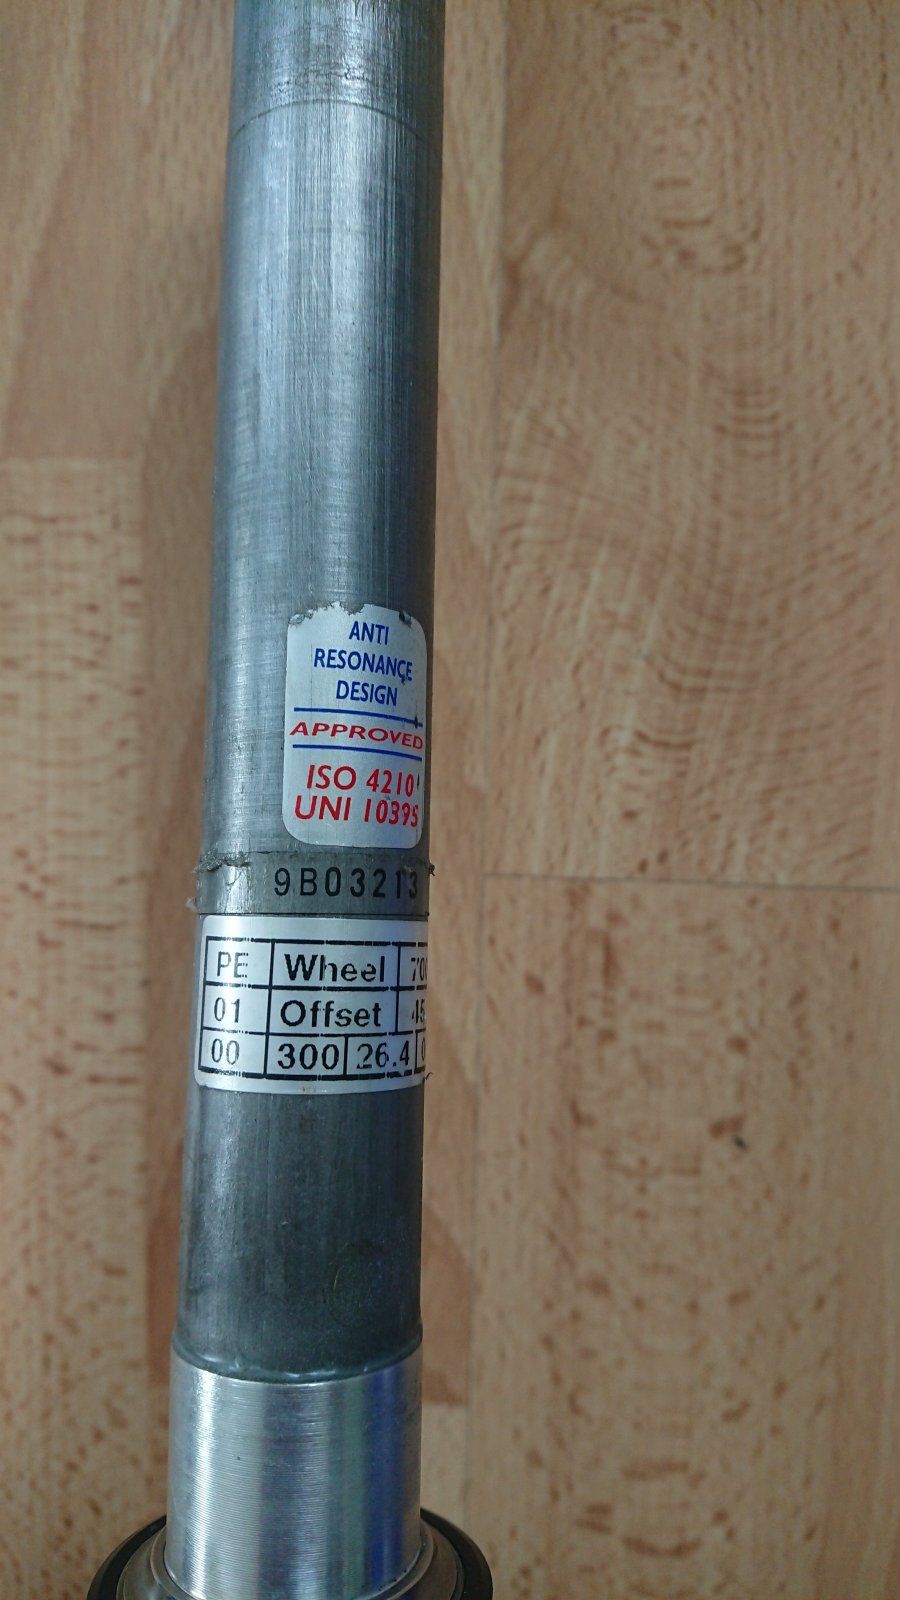 ANTI
RESONANCE
DESIGN
APPROVED
ISO 4210
UNI 10395
9B03213
PE Wheel
01 Offset
00 300 26.4